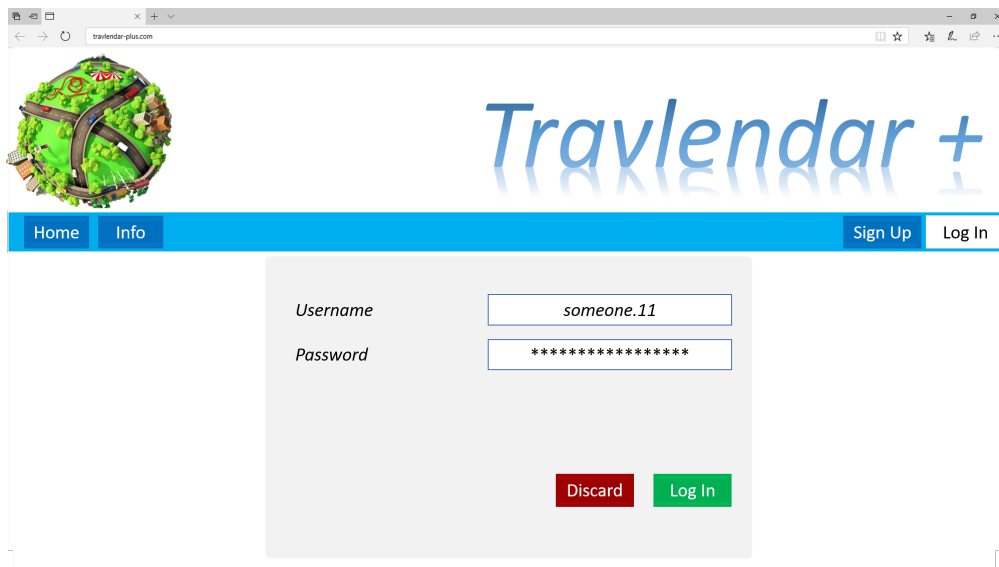 travlendar-plus.com
Travlendar +
Home Info Sign Up Log In
Username someone.11
Password *****************
Discard Log In